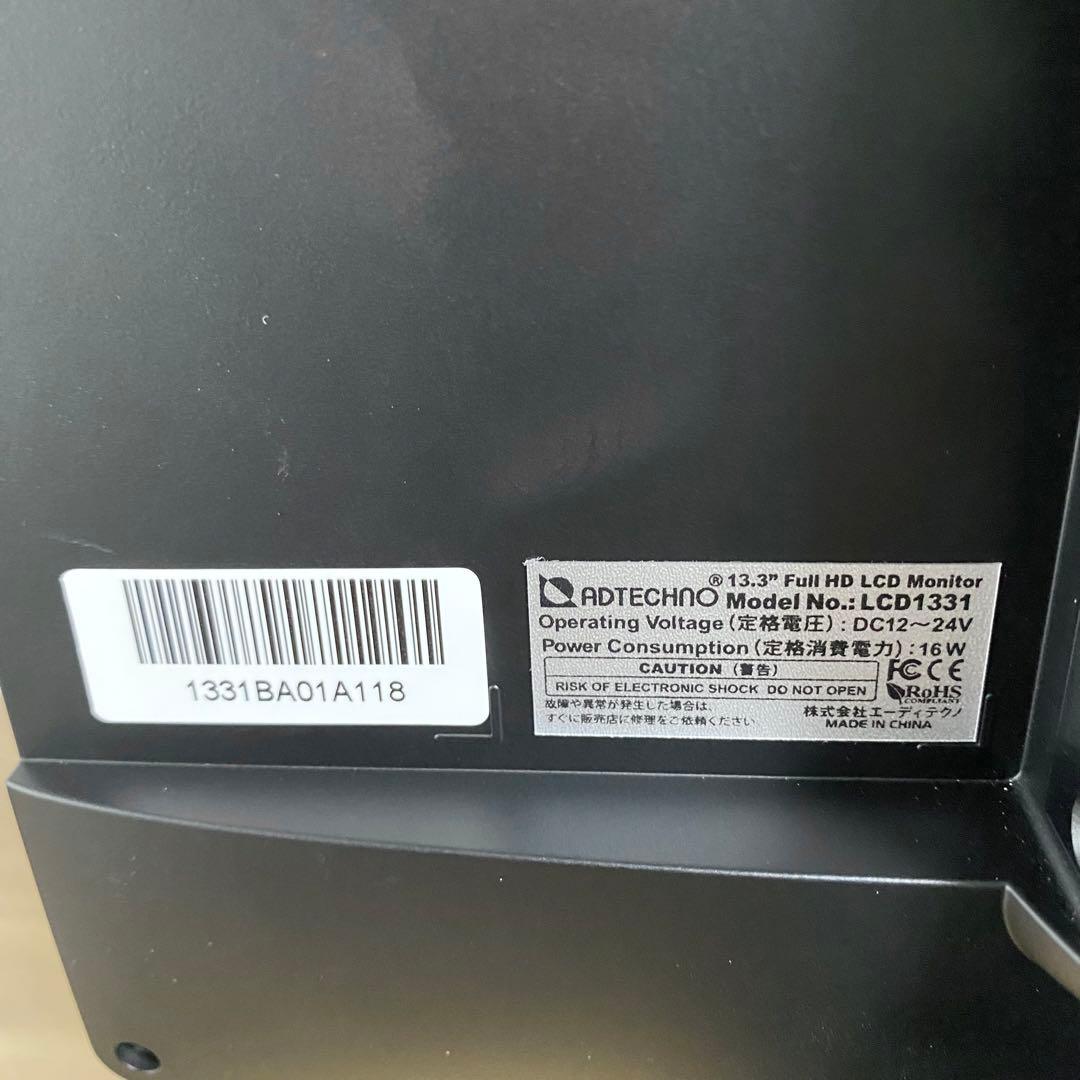 1331BA01A118
ADTECHNO
® 13.3" Full HD LCD Monitor
Model No.: LCD1331
Operating Voltage (定格電圧) : DC12～24V
Power Consumption (定格消費電力) : 16W
CAUTION (警告)
RISK OF ELECTRONIC SHOCK DO NOT OPEN
FC CE
RoHS
COMPLIANT
故障や異常が発生した場合は、
すぐに販売店に修理をご依頼ください
株式会社エーディテクノ
MADE IN CHINA